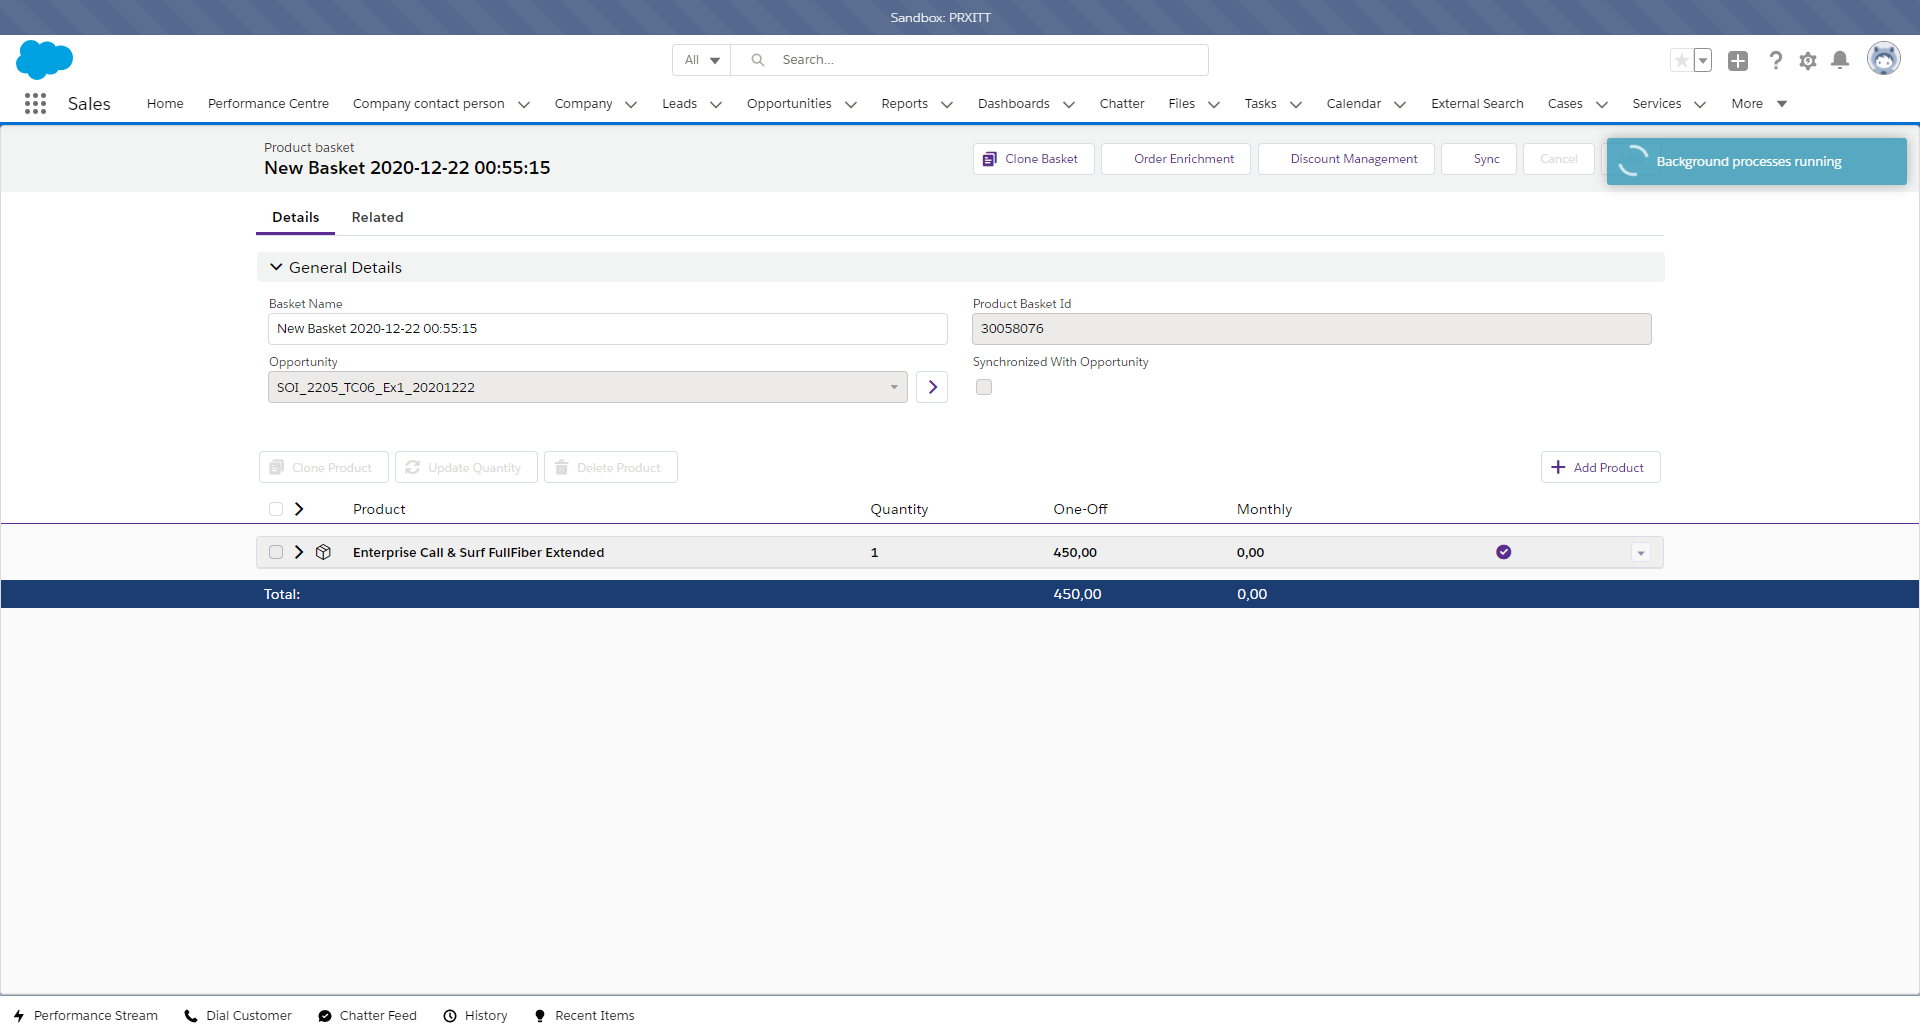 Sandbox: PRXITT
All
Search...
Sales
Home
Performance Centre
Company contact person
Company
Leads
Opportunities
Reports
Dashboards
Chatter
Files
Tasks
Calendar
External Search
Cases
Services
More
Product basket
New Basket 2020-12-22 00:55:15
Clone Basket
Order Enrichment
Discount Management
Sync
Cancel
Background processes running
Details
Related
General Details
Basket Name
New Basket 2020-12-22 00:55:15
Product Basket Id
30058076
Opportunity
SOI_2205_TC06_Ex1_20201222
Synchronized With Opportunity
Clone Product
Update Quantity
Delete Product
Add Product
Product Quantity One-Off Monthly
Enterprise Call & Surf FullFiber Extended 1 450,00 0,00
Total: 450,00 0,00
Performance Stream
Dial Customer
Chatter Feed
History
Recent Items